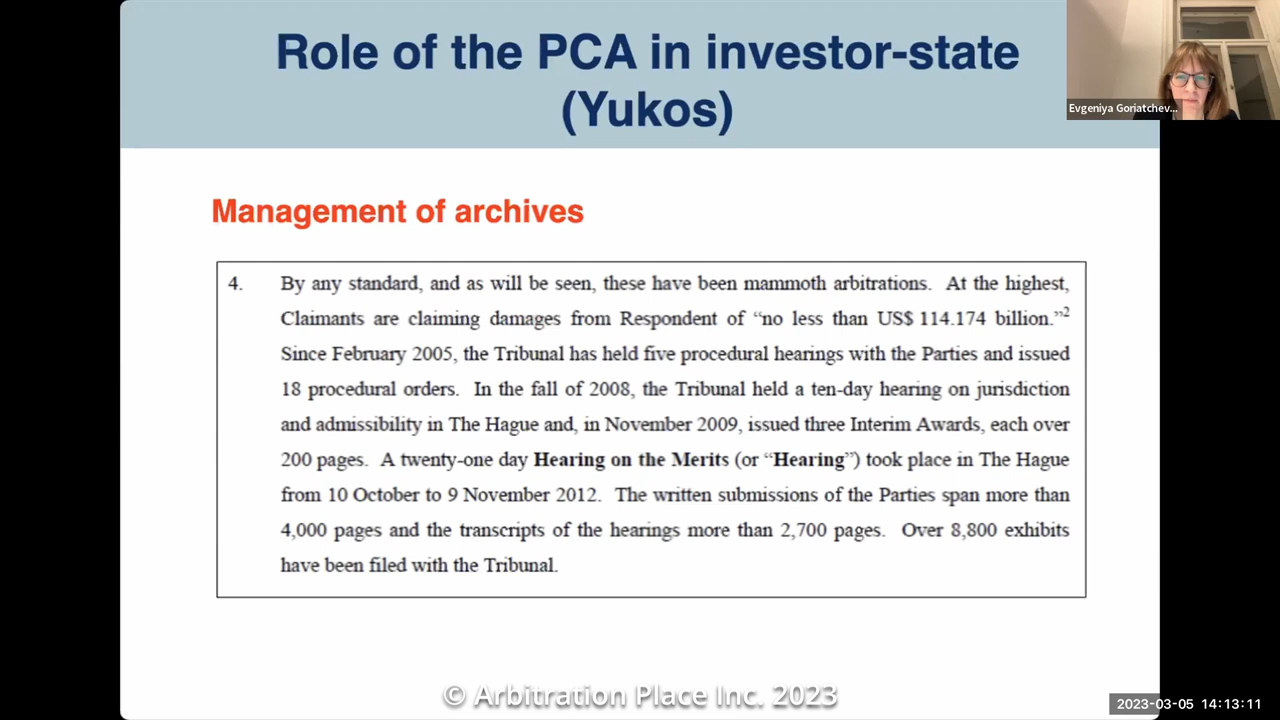 Role of the PCA in investor-state
(Yukos)
Evgeniya Goriatchev...
Management of archives
4. By any standard, and as will be seen, these have been mammoth arbitrations. At the highest,
Claimants are claiming damages from Respondent of “no less than US$ 114.174 billion.”2
Since February 2005, the Tribunal has held five procedural hearings with the Parties and issued
18 procedural orders. In the fall of 2008, the Tribunal held a ten-day hearing on jurisdiction
and admissibility in The Hague and, in November 2009, issued three Interim Awards, each over
200 pages. A twenty-one day Hearing on the Merits (or “Hearing”) took place in The Hague
from 10 October to 9 November 2012. The written submissions of the Parties span more than
4,000 pages and the transcripts of the hearings more than 2,700 pages. Over 8,800 exhibits
have been filed with the Tribunal.
© Arbitration Place Inc. 2023
2023-03-05 14:13:11